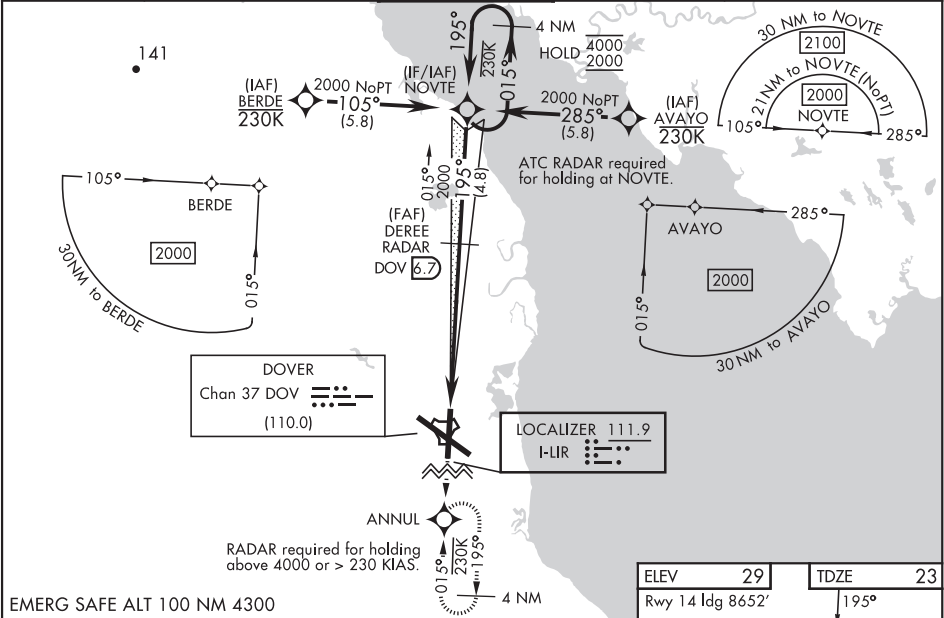 141
195°
4 NM
230K
015°
HOLD 4000
2000
30 NM to NOVTE
2100
21NM to NOVTE (NoPT)
2000
NOVTE
105°
285°
(IAF)
BERDE
230K
2000 NoPT
105°
(5.8)
(IF/IAF)
NOVTE
2000 NoPT
285°
(5.8)
(IAF)
AVAYO
230K
ATC RADAR required
for holding at NOVTE.
015°
2000
195°
(4.8)
(FAF)
DEREE
RADAR
DOV 6.7
105°
BERDE
2000
015°
30NM to BERDE
285°
AVAYO
2000
015°
30 NM to AVAYO
DOVER
Chan 37 DOV
(110.0)
LOCALIZER 111.9
I-LIR
ANNUL
RADAR required for holding
above 4000 or > 230 KIAS.
015°
230K
195°
4 NM
EMERG SAFE ALT 100 NM 4300
ELEV 29
TDZE 23
Rwy 14 ldg 8652'
195°